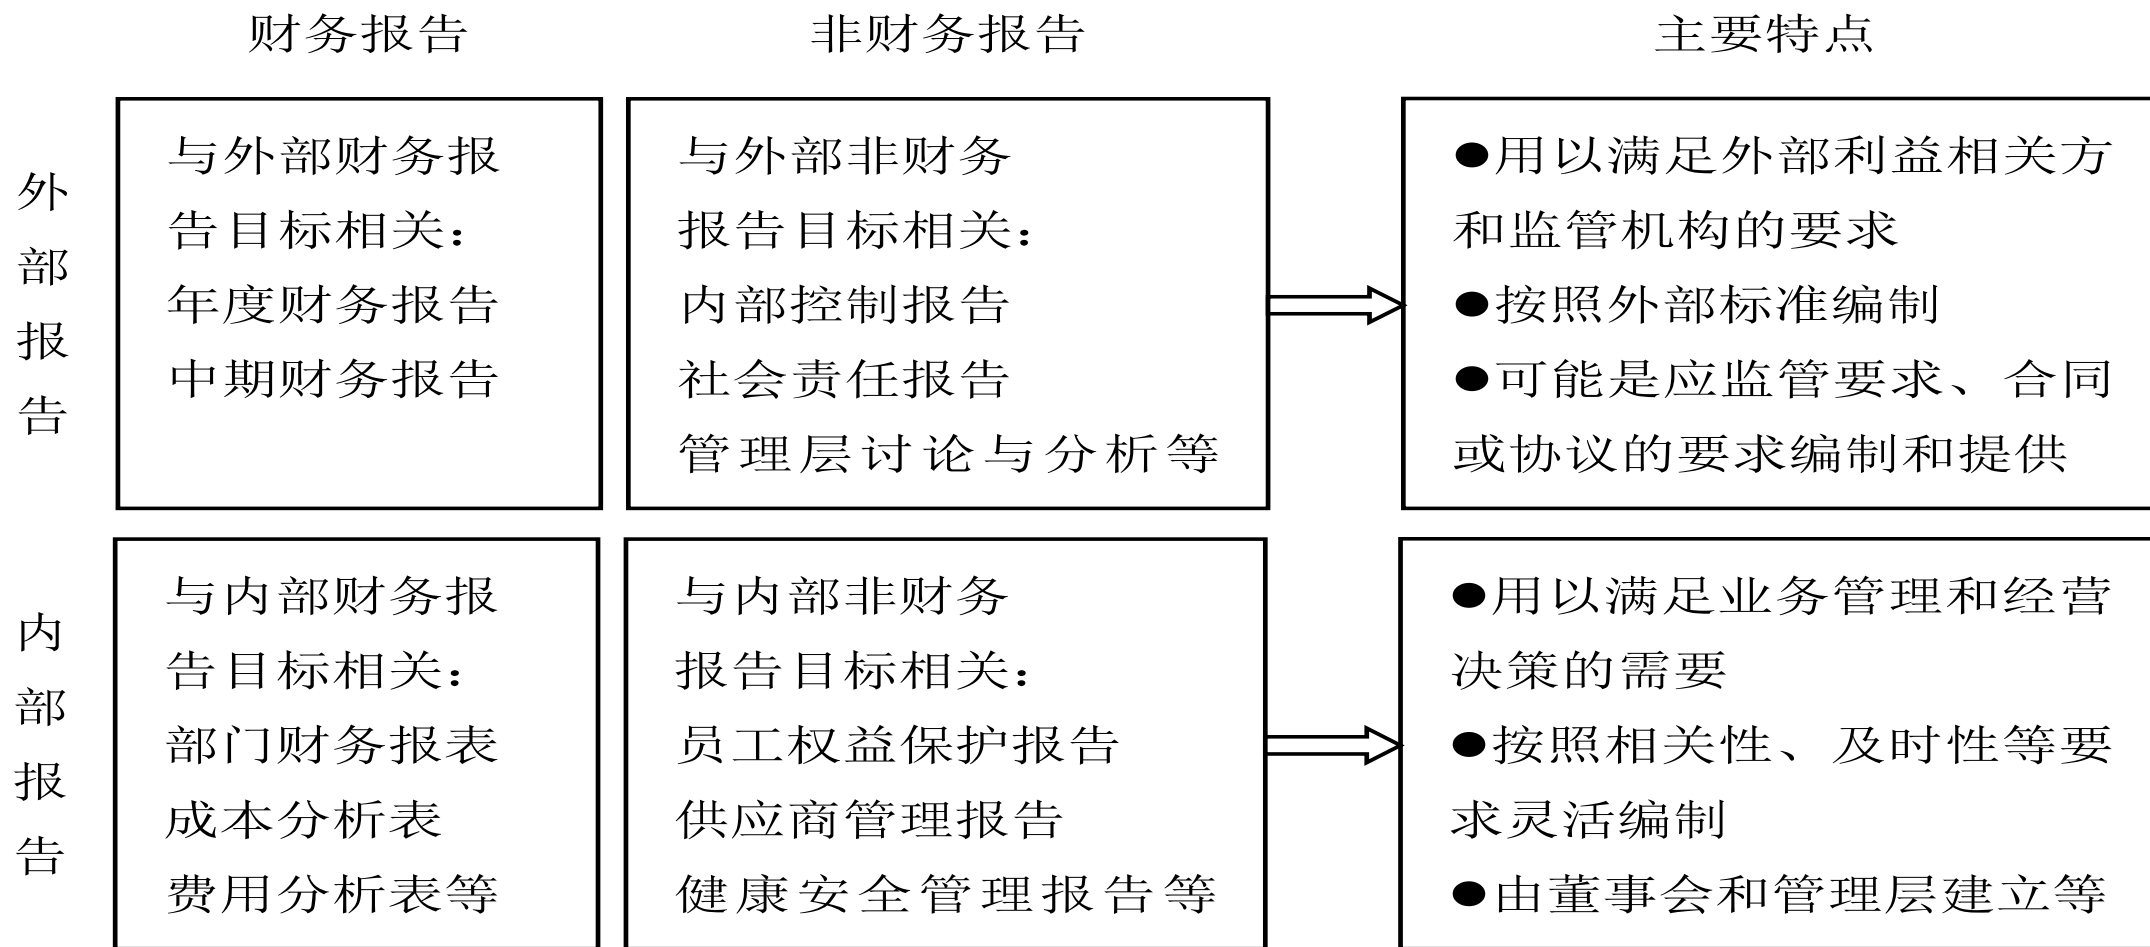 财务报告
非财务报告
主要特点
外部报告
与外部财务报
告目标相关：
年度财务报告
中期财务报告
与外部非财务
报告目标相关：
内部控制报告
社会责任报告
管理层讨论与分析等
●用以满足外部利益相关方
和监管机构的要求
●按照外部标准编制
●可能是应监管要求、合同
或协议的要求编制和提供
内部报告
与内部财务报
告目标相关：
部门财务报表
成本分析表
费用分析表等
与内部非财务
报告目标相关：
员工权益保护报告
供应商管理报告
健康安全管理报告等
●用以满足业务管理和经营
决策的需要
●按照相关性、及时性等要
求灵活编制
●由董事会和管理层建立等